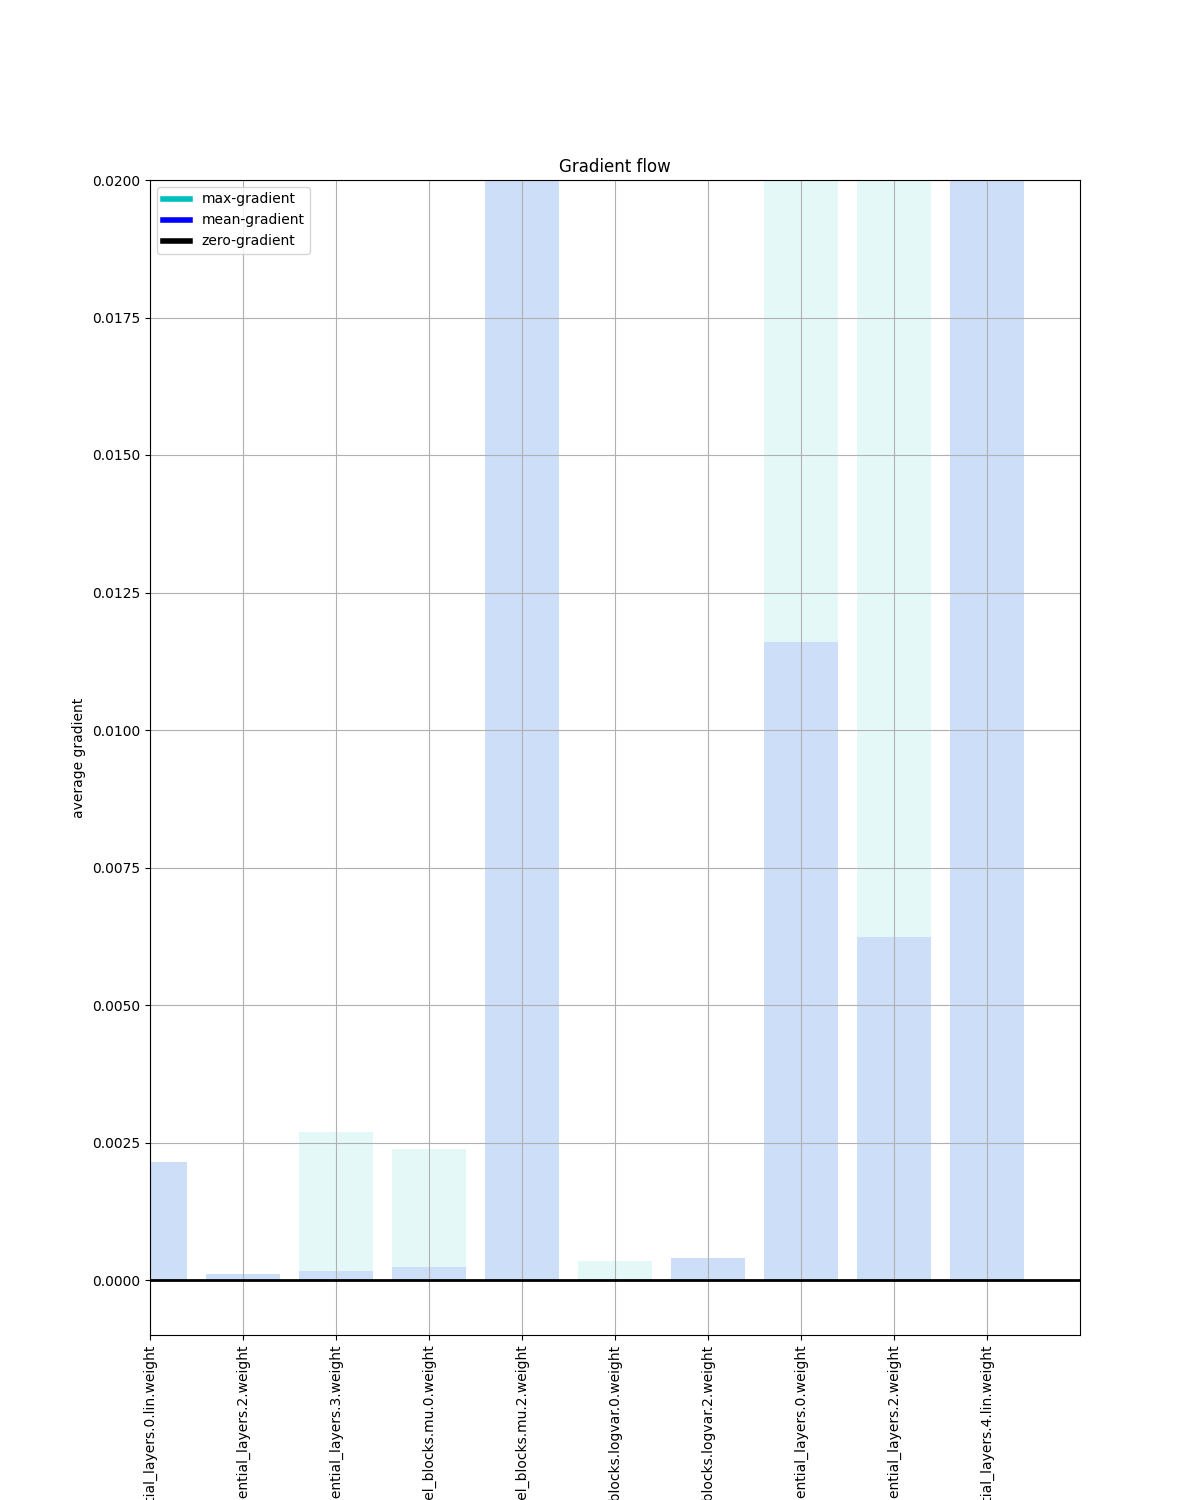 Gradient flow
max-gradient
mean-gradient
zero-gradient
0.0200
0.0175
0.0150
0.0125
0.0100
0.0075
0.0050
0.0025
0.0000
average gradient
tial_layers.0.lin.weight
ential_layers.2.weight
ential_layers.3.weight
el_blocks.mu.0.weight
el_blocks.mu.2.weight
blocks.logvar.0.weight
blocks.logvar.2.weight
ential_layers.0.weight
ential_layers.2.weight
tial_layers.4.lin.weight